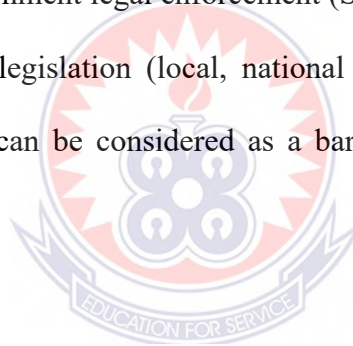 nment legal enforcement (S
legislation (local, national
can be considered as a bar
EDUCATION FOR SERVICE